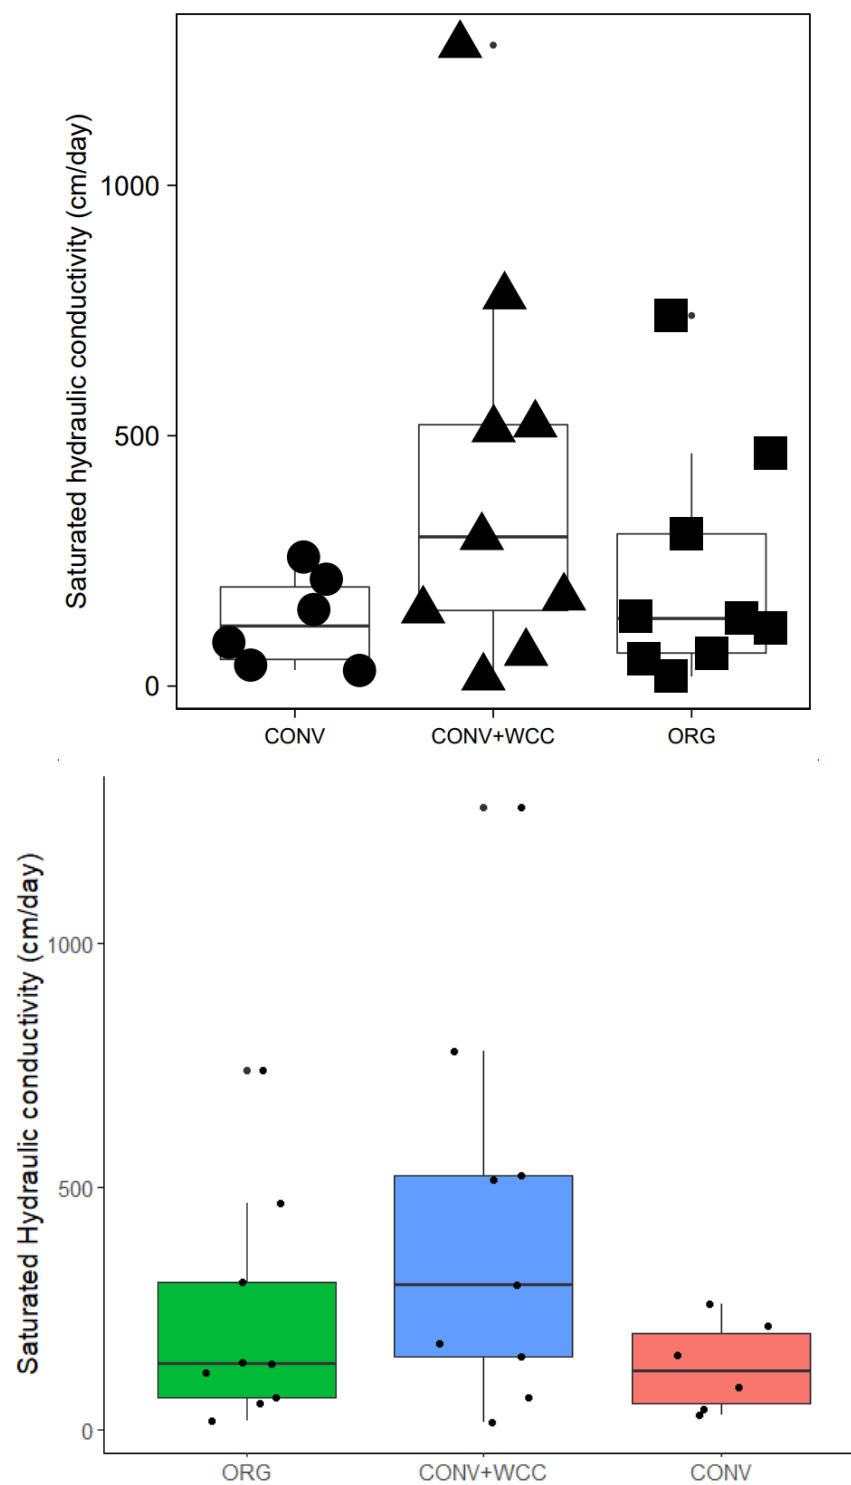 Saturated hydraulic conductivity (cm/day)
1000
500
0
CONV CONV+WCC ORG
Saturated Hydraulic conductivity (cm/day)
1000
500
0
ORG CONV+WCC CONV